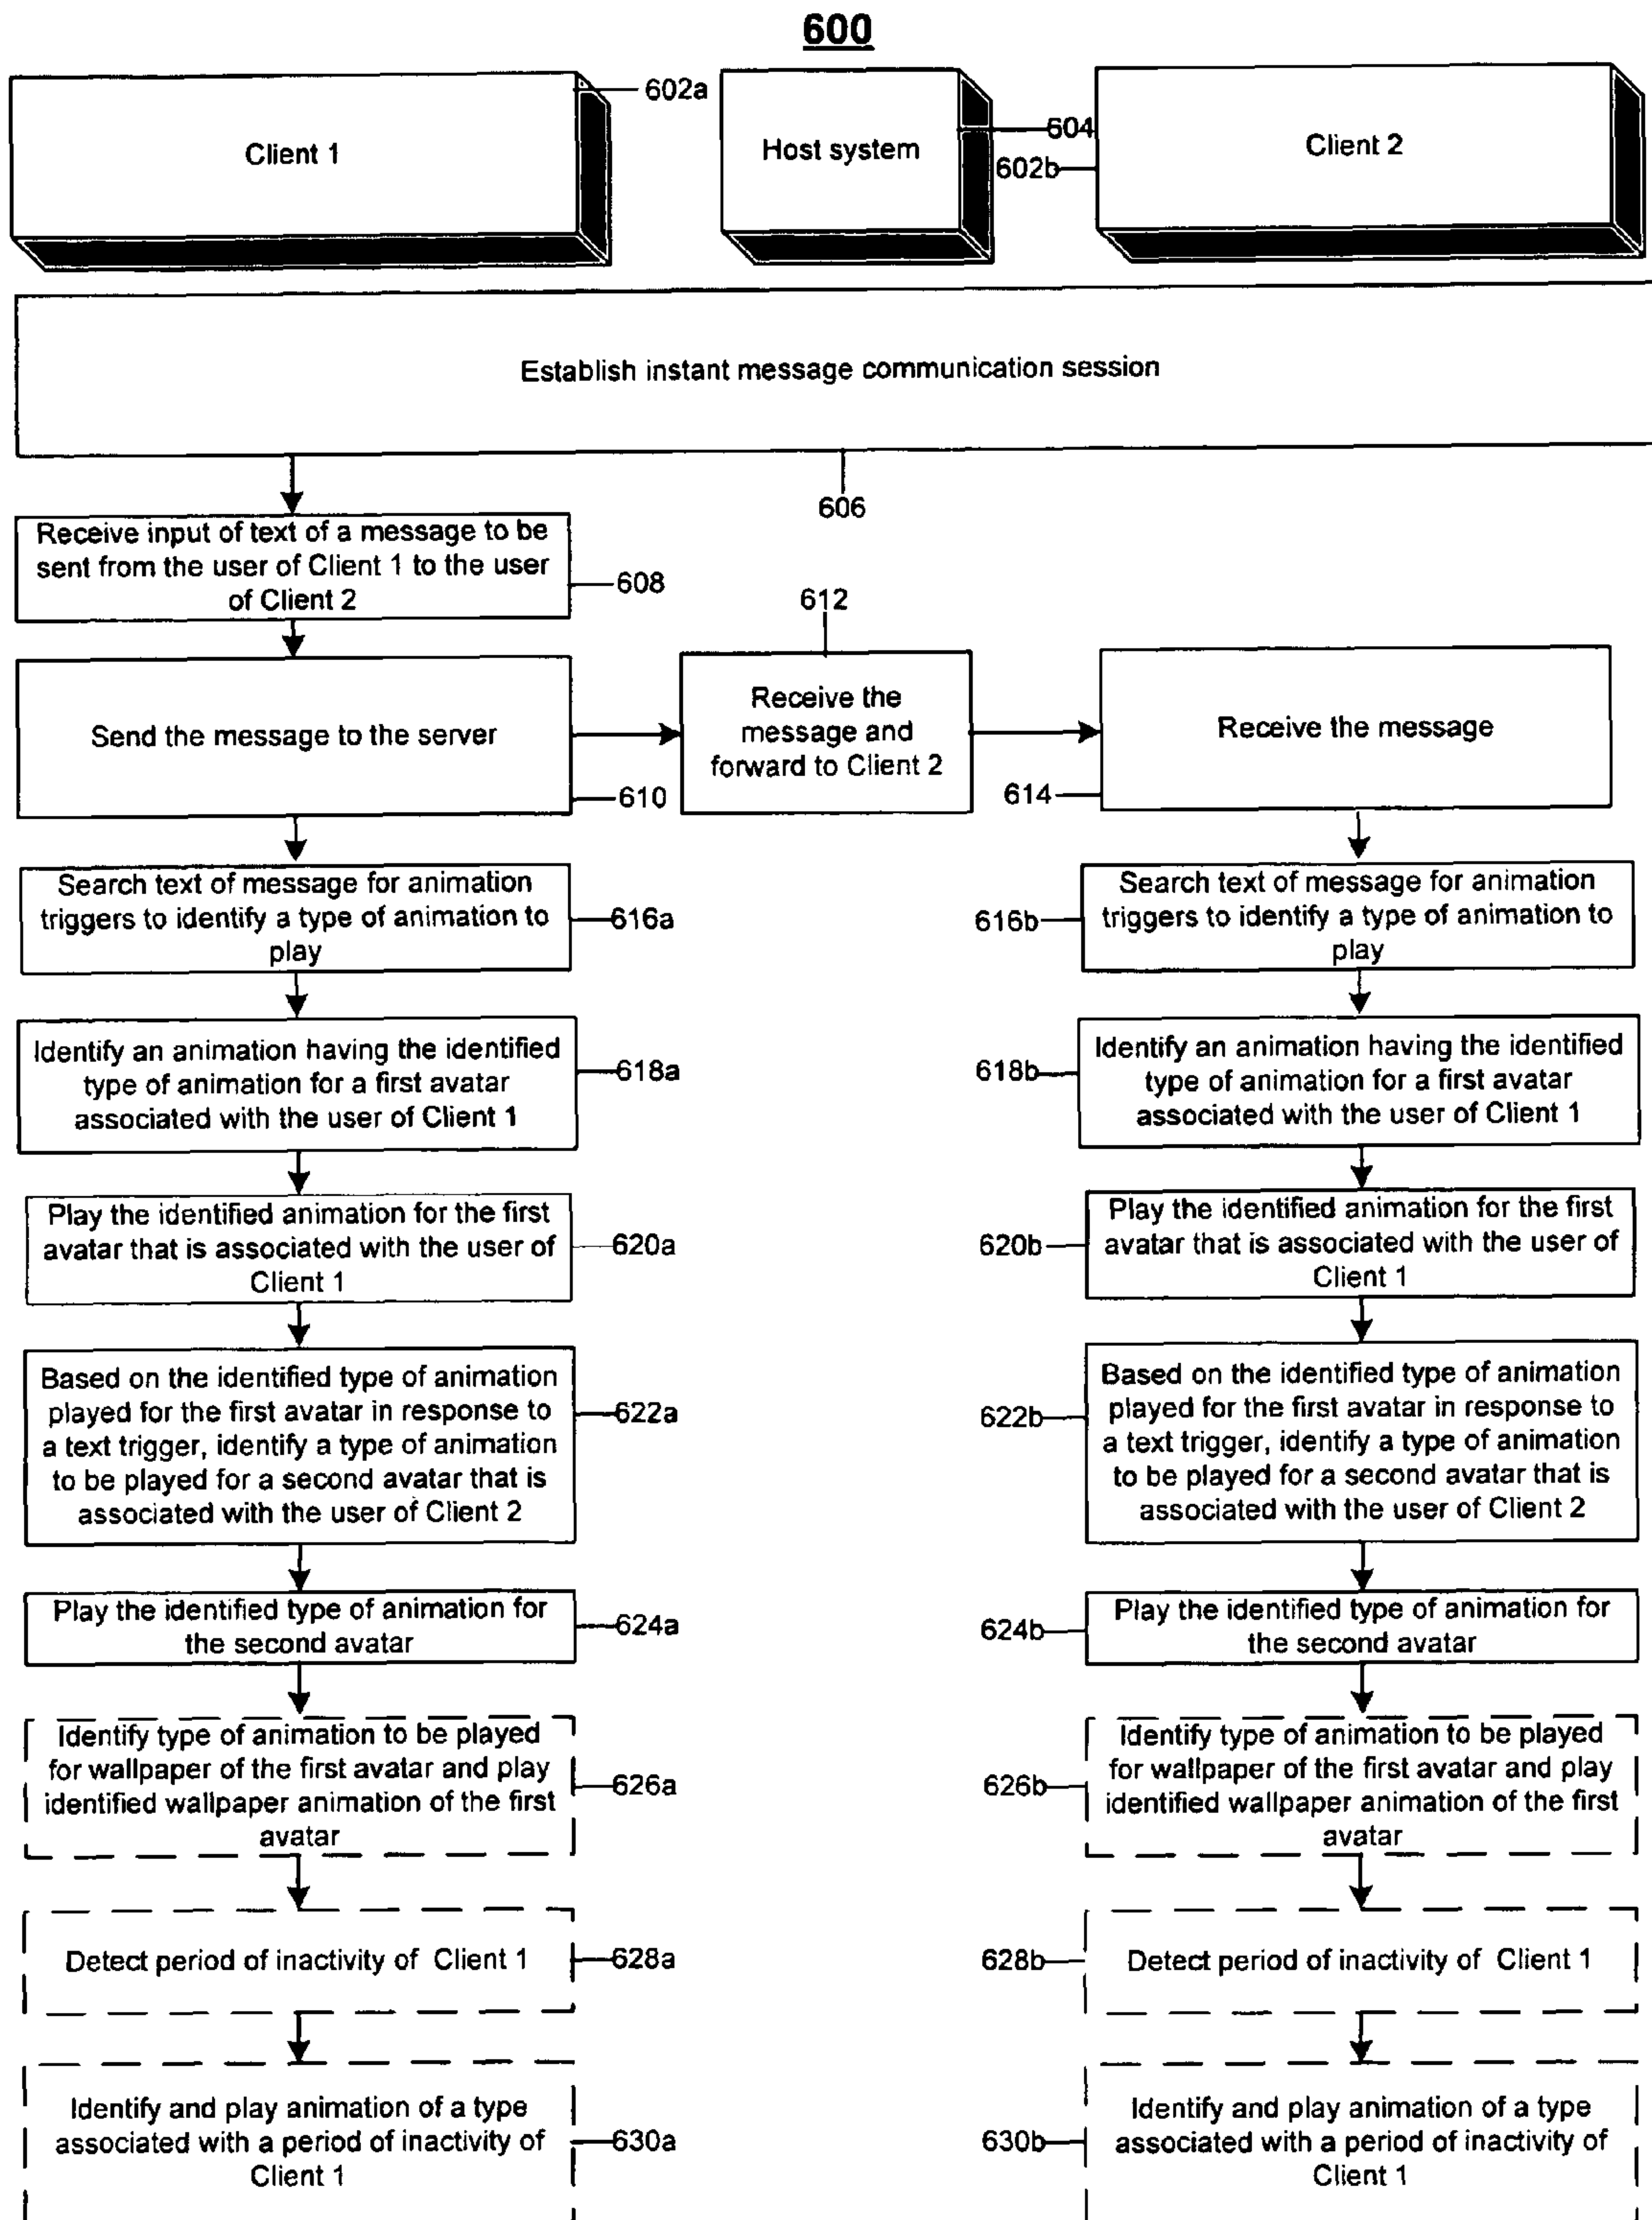 600
Client 1
602a
Host system
604
602b
Client 2
Establish instant message communication session
606
Receive input of text of a message to be
sent from the user of Client 1 to the user
of Client 2
608
612
Send the message to the server
610
Receive the
message and
forward to Client 2
Receive the message
614
Search text of message for animation
triggers to identify a type of animation to
play
616a
616b
Search text of message for animation
triggers to identify a type of animation to
play
Identify an animation having the identified
type of animation for a first avatar
associated with the user of Client 1
618a
618b
Identify an animation having the identified
type of animation for a first avatar
associated with the user of Client 1
Play the identified animation for the first
avatar that is associated with the user of
Client 1
620a
620b
Play the identified animation for the first
avatar that is associated with the user of
Client 1
Based on the identified type of animation
played for the first avatar in response to
a text trigger, identify a type of animation
to be played for a second avatar that is
associated with the user of Client 2
622a
622b
Based on the identified type of animation
played for the first avatar in response to
a text trigger, identify a type of animation
to be played for a second avatar that is
associated with the user of Client 2
Play the identified type of animation for
the second avatar
624a
624b
Play the identified type of animation for
the second avatar
Identify type of animation to be played
for wallpaper of the first avatar and play
identified wallpaper animation of the first
avatar
626a
626b
Identify type of animation to be played
for wallpaper of the first avatar and play
identified wallpaper animation of the first
avatar
Detect period of inactivity of Client 1
628a
628b
Detect period of inactivity of Client 1
Identify and play animation of a type
associated with a period of inactivity of
Client 1
630a
630b
Identify and play animation of a type
associated with a period of inactivity of
Client 1